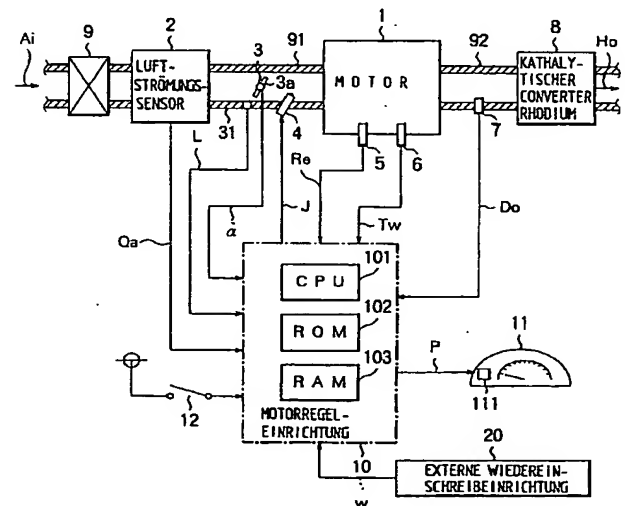 Ai
9
2
LUFT-
STRÖMUNGS-
SENSOR
3
91
3a
31
4
1
MOTOR
5
6
92
7
8
KATHALY-
TISCHER
CONVERTER
RHODIUM
Ho
L
ά
Qa
J
Re
Tw
Do
101
CPU
102
ROM
103
RAM
MOTORREGEL-
EINRICHTUNG
10
12
P
11
111
20
EXTERNE WIEDEREIN-
SCHREIBEINRICHTUNG
W